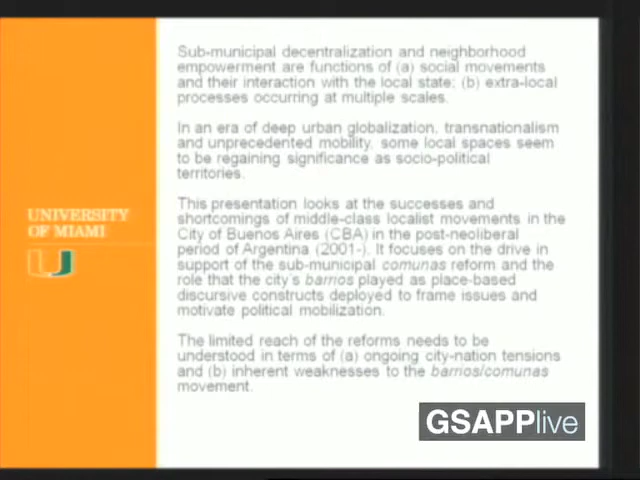 Sub-municipal decentralization and neighborhood
empowerment are functions of (a) social movements
and their interaction with the local state; (b) extra-local
processes occurring at multiple scales.
In an era of deep urban globalization, transnationalism
and unprecedented mobility, some local spaces seem
to be regaining significance as socio-political
territories.
This presentation looks at the successes and
shortcomings of middle-class localist movements in the
City of Buenos Aires (CBA) in the post-neoliberal
period of Argentina (2001-). It focuses on the drive in
support of the sub-municipal comunas reform and the
role that the city's barrios played as place-based
discursive constructs deployed to frame issues and
motivate political mobilization.
The limited reach of the reforms needs to be
understood in terms of (a) ongoing city-nation tensions
and (b) inherent weaknesses to the barrios/comunas
movement.
UNIVERSITY
OF MIAMI
U
GSAPPlive